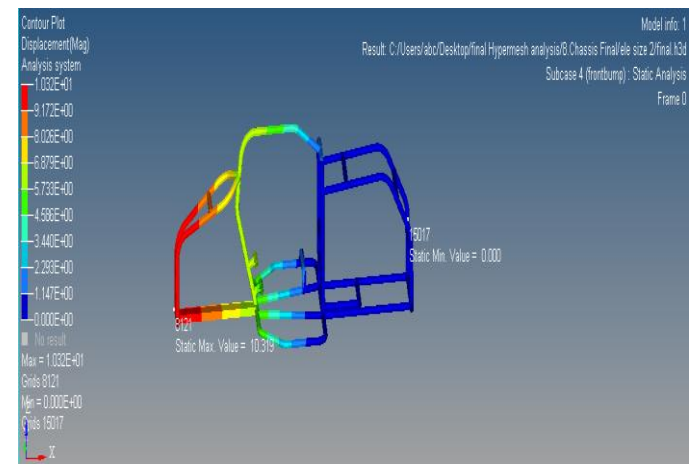 Contour Plot
Displacement(Mag)
Analysis system
1.032E+01
9.172E+00
8.026E+00
6.879E+00
5.733E+00
4.586E+00
3.440E+00
2.293E+00
1.147E+00
0.000E+00
No result
Max = 1.032E+01
Grids 8121
Min = 0.000E+00
Grids 15017
X
Model info: 1
Result: C:/Users/abc/Desktop/final Hypermesh analysis/8.Chassis Final/ele size 2/final.h3d
Subcase 4 (frontbump) : Static Analysis
Frame 0
15017
Static Min. Value = 0.000
8121
Static Max. Value = 10.319